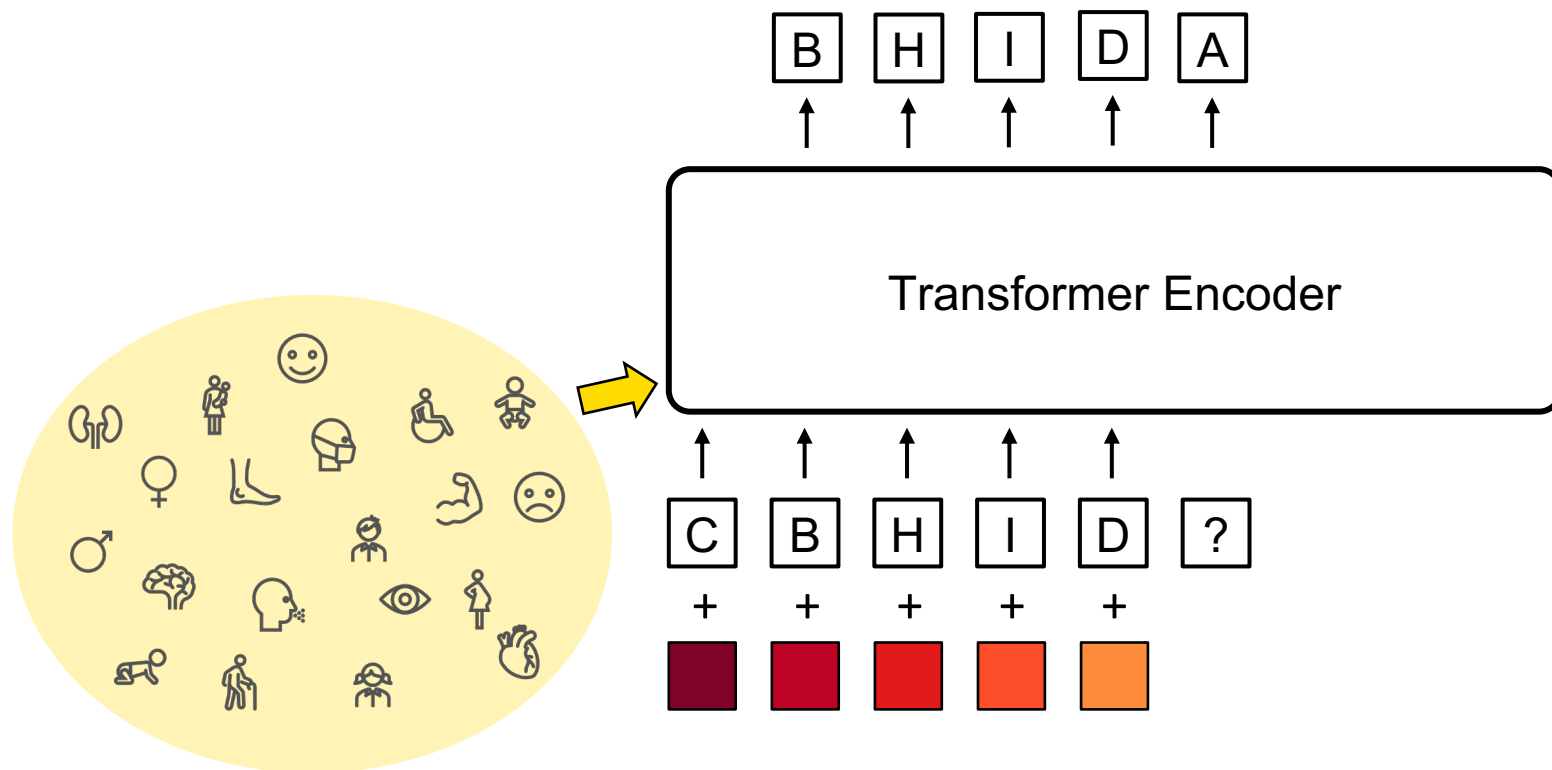 B H I D A
Transformer Encoder
C B H I D ?
+ + + + +